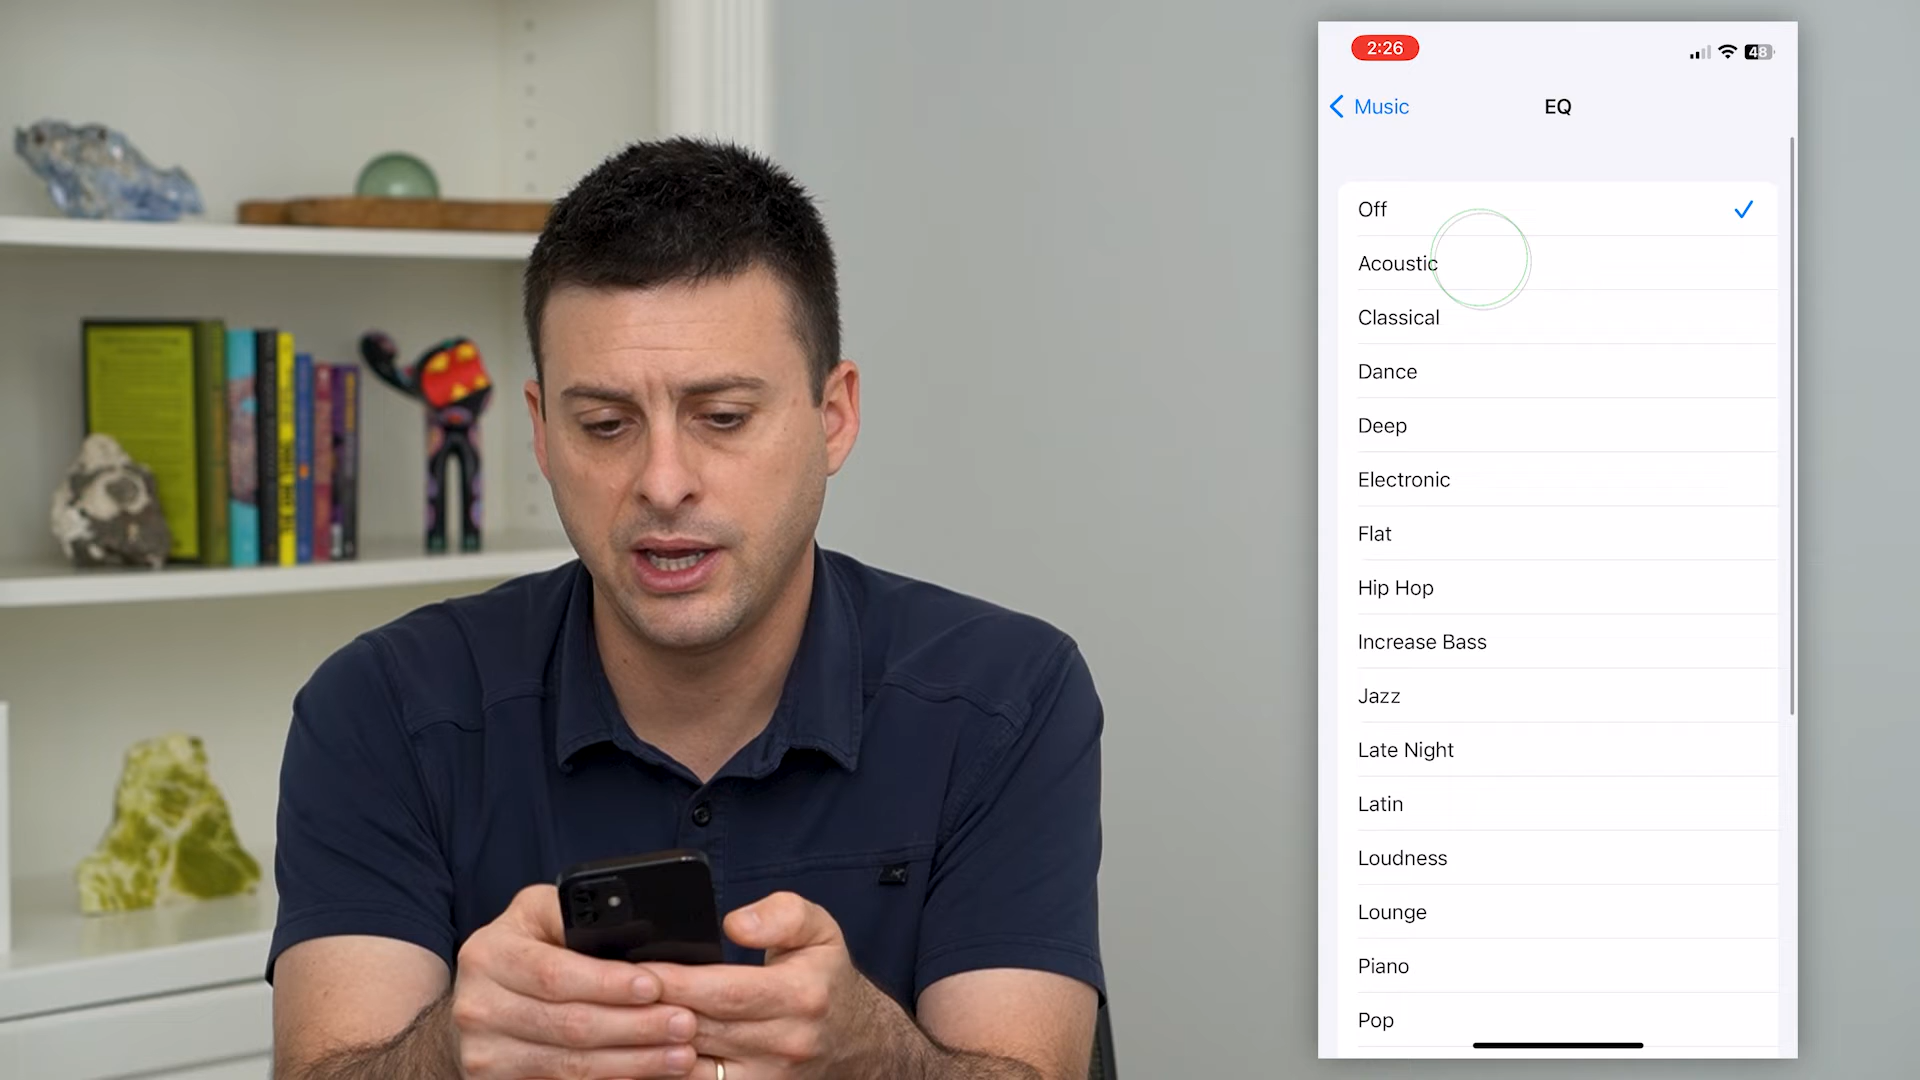 2:26
48
Music
EQ
Off
Acoustic
Classical
Dance
Deep
Electronic
Flat
Hip Hop
Increase Bass
Jazz
Late Night
Latin
Loudness
Lounge
Piano
Pop